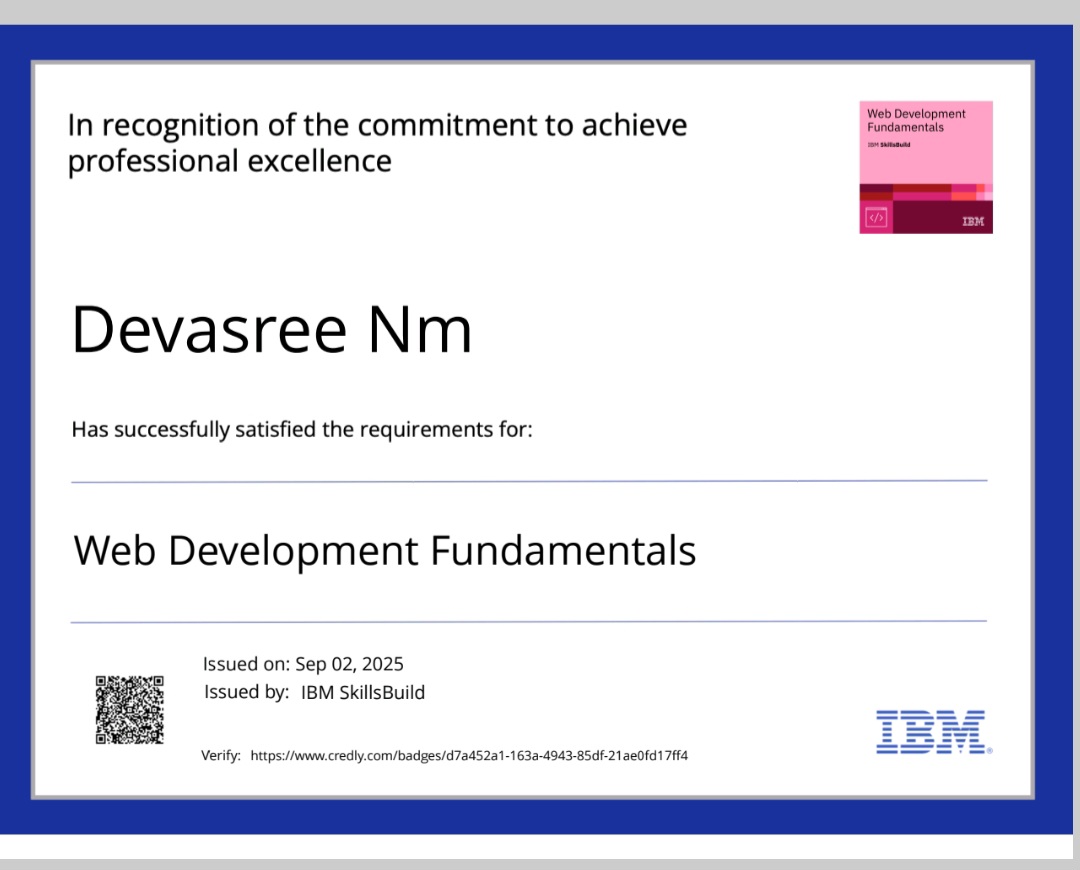 In recognition of the commitment to achieve
professional excellence
Web Development
Fundamentals
IBM SkillsBuild
</>
IBM
Devasree Nm
Has successfully satisfied the requirements for:
Web Development Fundamentals
Issued on: Sep 02, 2025
Issued by: IBM SkillsBuild
Verify: https://www.credly.com/badges/d7a452a1-163a-4943-85df-21ae0fd17ff4
IBM®